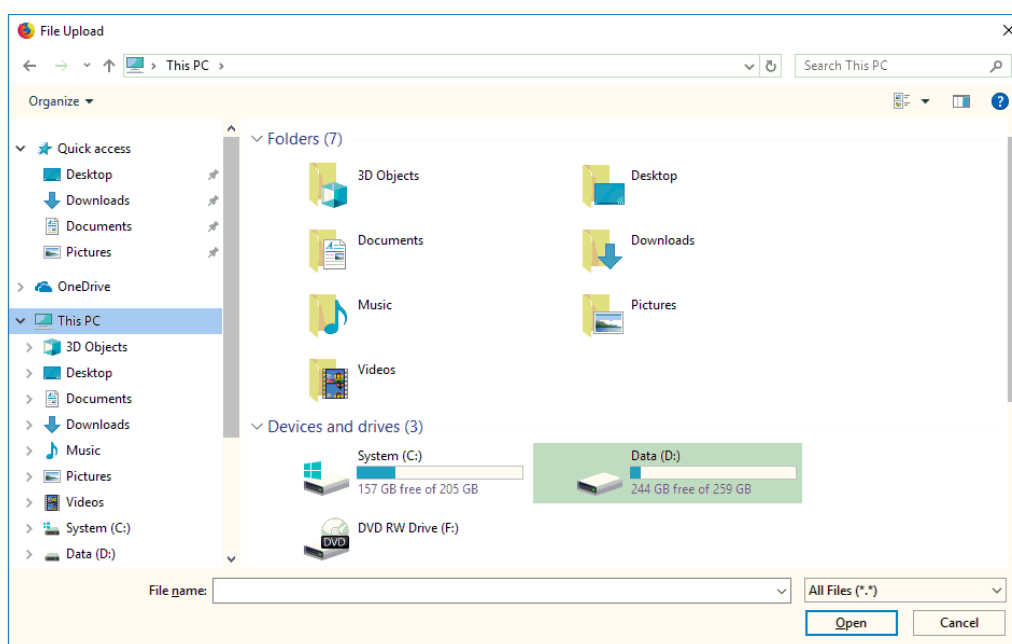 File Upload
This PC
Search This PC
Organize
Quick access
Desktop
Downloads
Documents
Pictures
OneDrive
This PC
3D Objects
Desktop
Documents
Downloads
Music
Pictures
Videos
System (C:)
Data (D:)
Folders (7)
3D Objects
Desktop
Documents
Downloads
Music
Pictures
Videos
Devices and drives (3)
System (C:)
157 GB free of 205 GB
Data (D:)
244 GB free of 259 GB
DVD RW Drive (F:)
DVD
File name:
All Files (*.*)
Open
Cancel